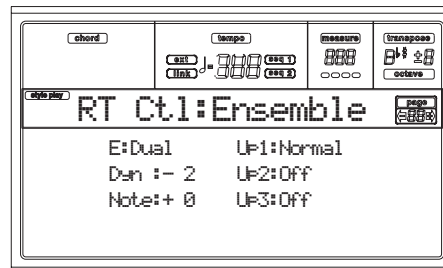 chord tempo measure transpose
ext seq 1
link seq 2
octave
style play
RT Ctl:Ensemble page
E:Dual Up1:Normal
Dyn :- 2 Up2:Off
Note:+ 0 Up3:Off